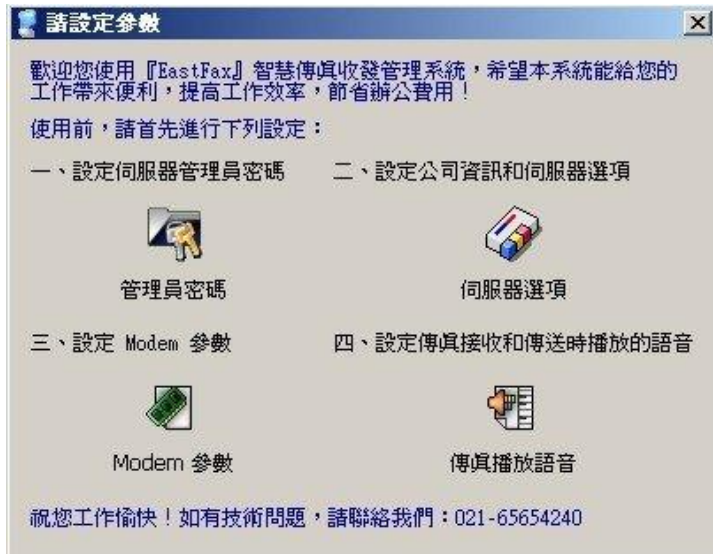 請設定參數
歡迎您使用『EastFax』智慧傳真收發管理系統，希望本系統能給您的
工作帶來便利，提高工作效率，節省辦公費用！
使用前，請首先進行下列設定：
一、設定伺服器管理員密碼 二、設定公司資訊和伺服器選項
管理員密碼 伺服器選項
三、設定 Modem 參數 四、設定傳真接收和傳送時播放的語音
Modem 參數 傳真播放語音
祝您工作愉快！如有技術問題，請聯絡我們：021-65654240